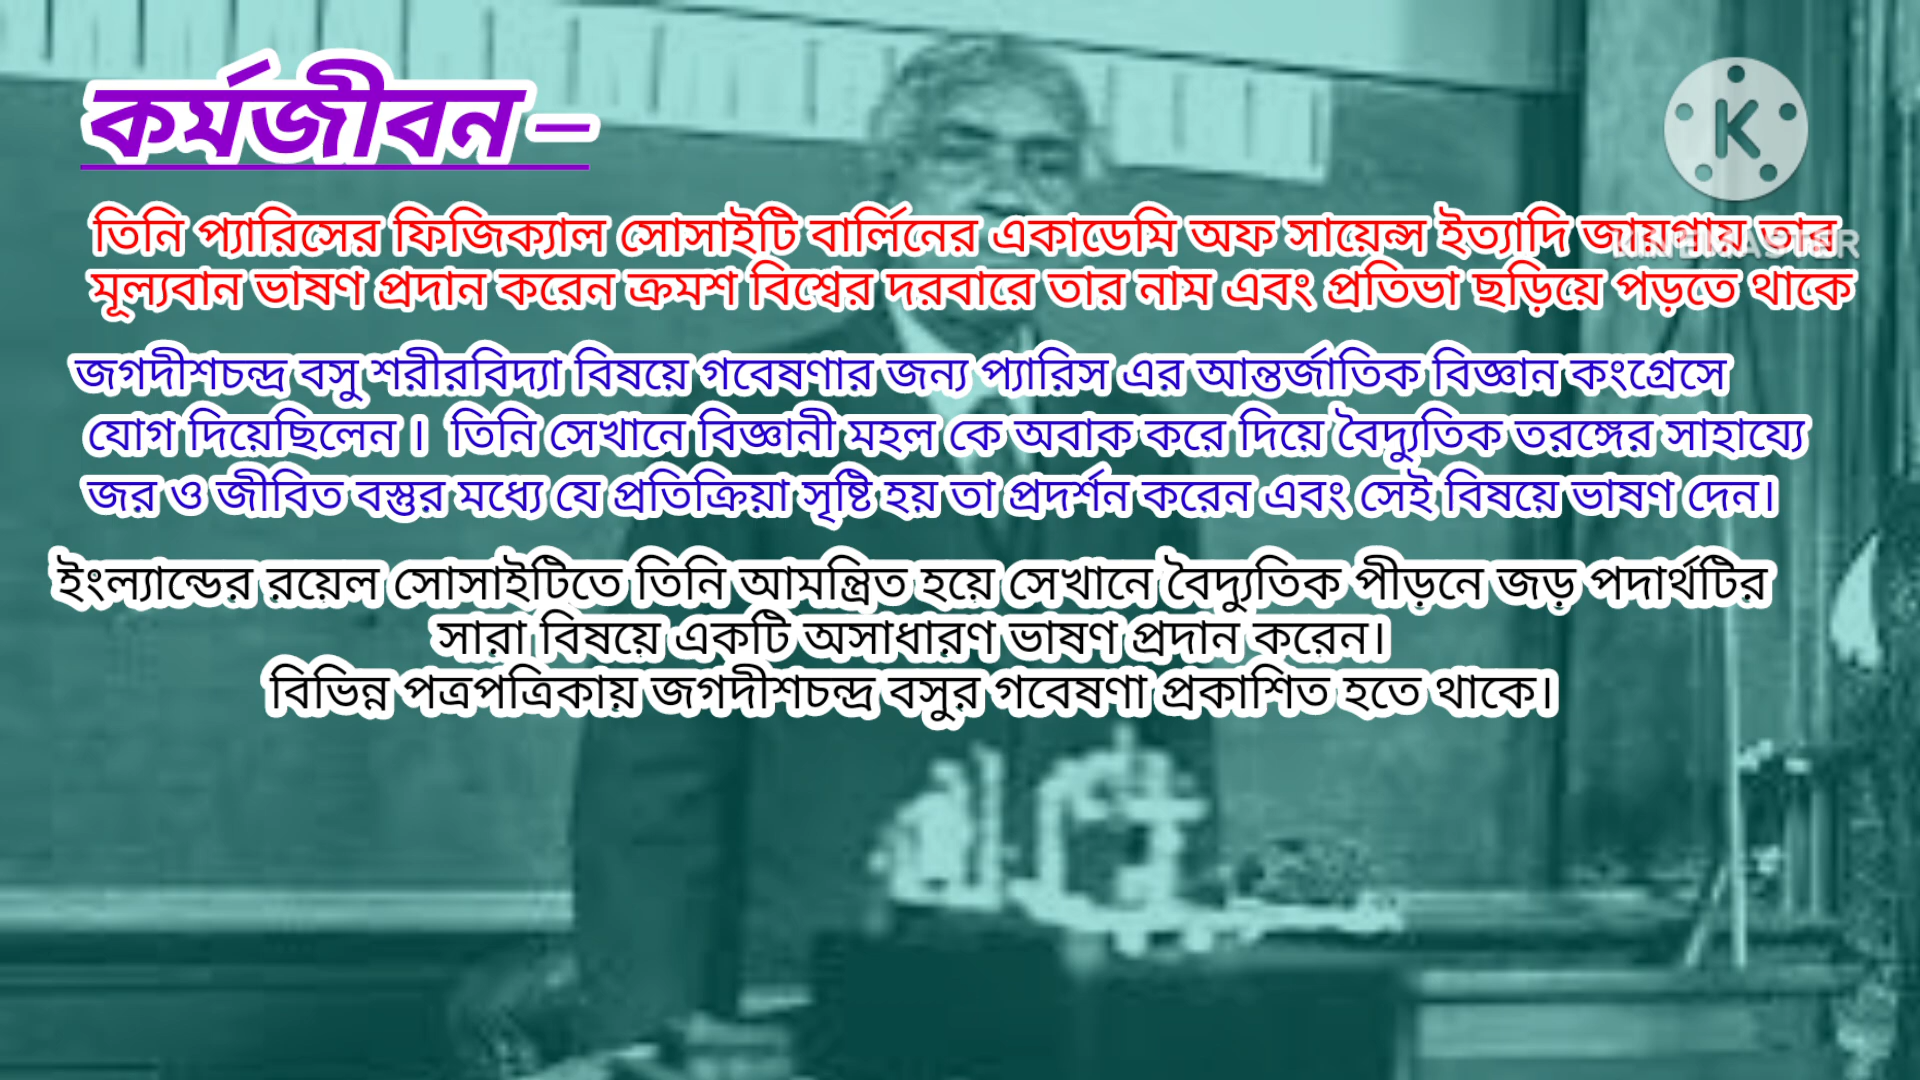 কর্মজীবন –
K
KINEMASTER
তিনি প্যারিসের ফিজিক্যাল সোসাইটি বার্লিনের একাডেমি অফ সায়েন্স ইত্যাদি জায়গায় তার
মূল্যবান ভাষণ প্রদান করেন ক্রমশ বিশ্বের দরবারে তার নাম এবং প্রতিভা ছড়িয়ে পড়তে থাকে
জগদীশচন্দ্র বসু শরীরবিদ্যা বিষয়ে গবেষণার জন্য প্যারিস এর আন্তর্জাতিক বিজ্ঞান কংগ্রেসে
যোগ দিয়েছিলেন । তিনি সেখানে বিজ্ঞানী মহল কে অবাক করে দিয়ে বৈদ্যুতিক তরঙ্গের সাহায্যে
জর ও জীবিত বস্তুর মধ্যে যে প্রতিক্রিয়া সৃষ্টি হয় তা প্রদর্শন করেন এবং সেই বিষয়ে ভাষণ দেন।
ইংল্যান্ডের রয়েল সোসাইটিতে তিনি আমন্ত্রিত হয়ে সেখানে বৈদ্যুতিক পীড়নে জড় পদার্থটির
সারা বিষয়ে একটি অসাধারণ ভাষণ প্রদান করেন।
বিভিন্ন পত্রপত্রিকায় জগদীশচন্দ্র বসুর গবেষণা প্রকাশিত হতে থাকে।